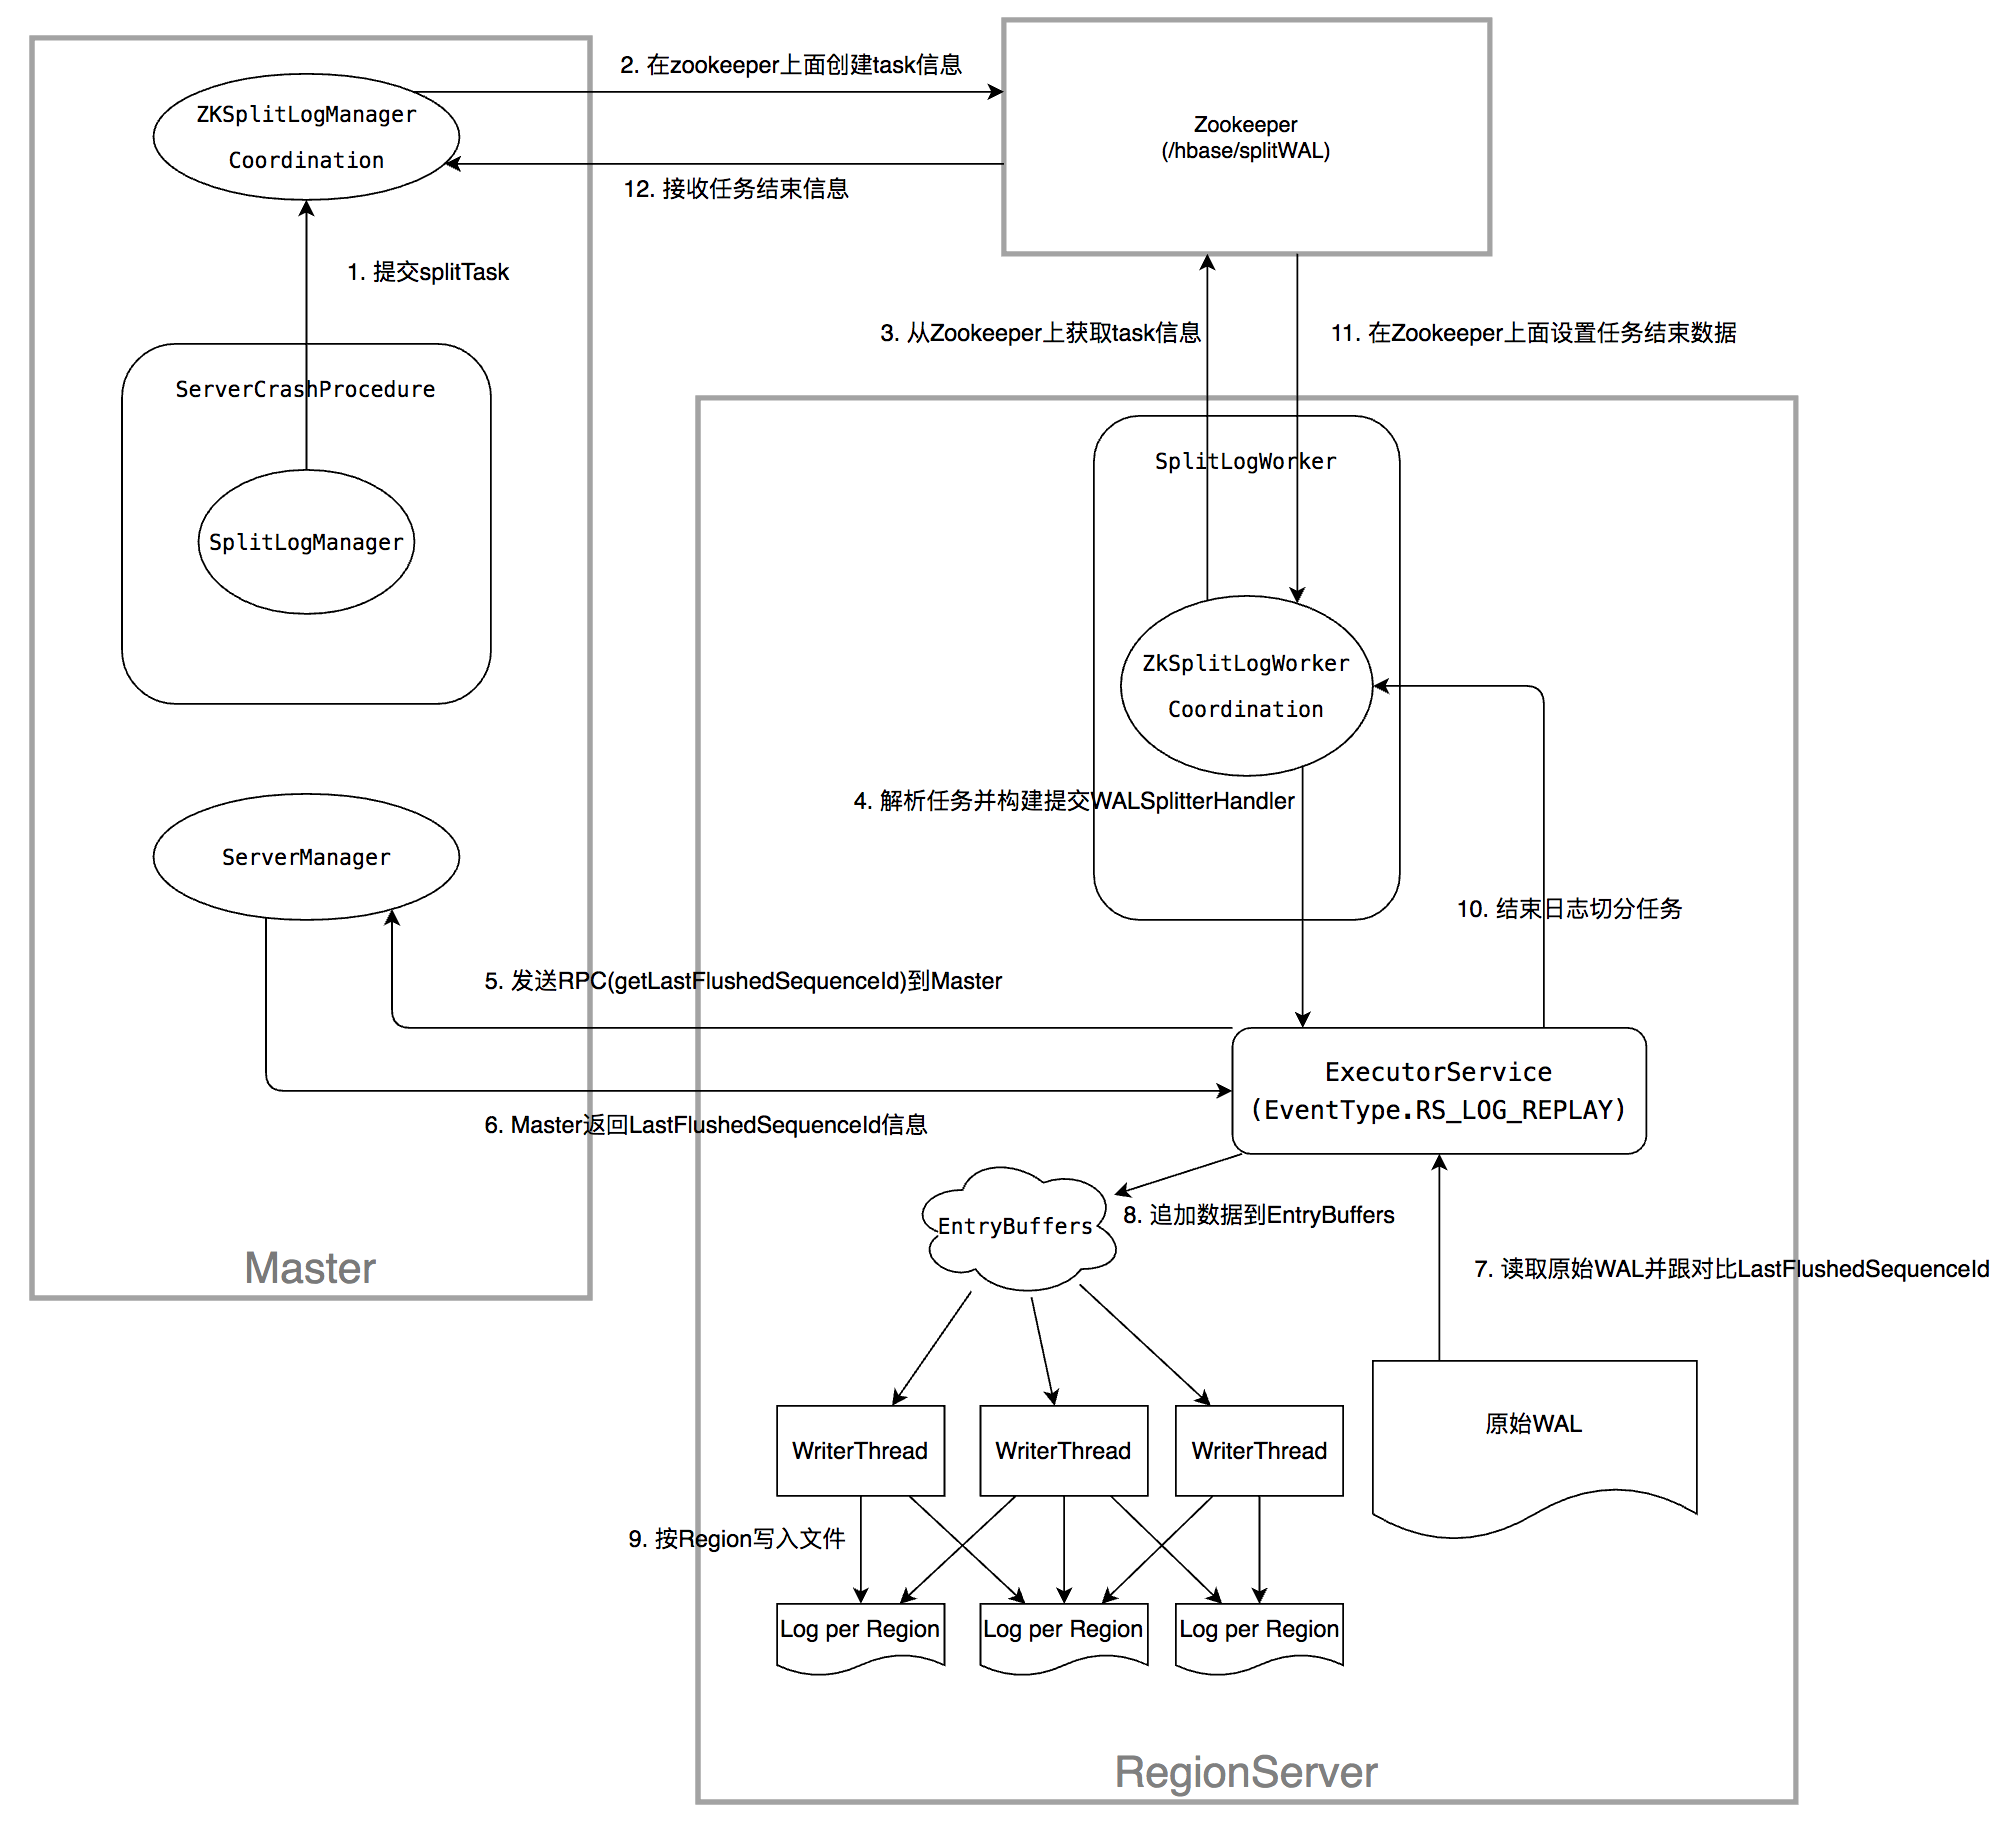 2. 在zookeeper上面创建task信息
ZKSplitLogManager
Coordination
Zookeeper
(/hbase/splitWAL)
12. 接收任务结束信息
1. 提交splitTask
3. 从Zookeeper上获取task信息
11. 在Zookeeper上面设置任务结束数据
ServerCrashProcedure
SplitLogWorker
SplitLogManager
ZkSplitLogWorker
Coordination
4. 解析任务并构建提交WALSplitterHandler
ServerManager
10. 结束日志切分任务
5. 发送RPC(getLastFlushedSequenceId)到Master
ExecutorService
(EventType.RS_LOG_REPLAY)
6. Master返回LastFlushedSequenceId信息
EntryBuffers
8. 追加数据到EntryBuffers
Master
7. 读取原始WAL并跟对比LastFlushedSequenceId
原始WAL
WriterThread
WriterThread
WriterThread
9. 按Region写入文件
Log per Region
Log per Region
Log per Region
RegionServer